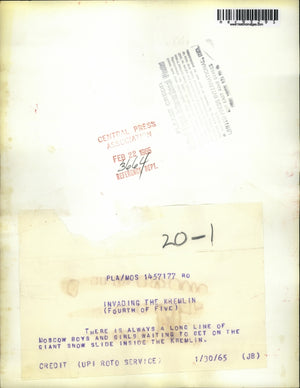 CENTRAL PRESS
ASSOCIATION
FEB 22 1965
3664
REFERENCE DEPT.
20-1
PLA/MOS 1457177 RO
INVADING THE KREMLIN
(FOURTH OF FIVE)
THERE IS ALWAYS A LONG LINE OF
MOSCOW BOYS AND GIRLS WAITING TO GET ON THE
GIANT SNOW SLIDE INSIDE THE KREMLIN.
CREDIT (UPI ROTO SERVICE) 1/30/65 (JB)